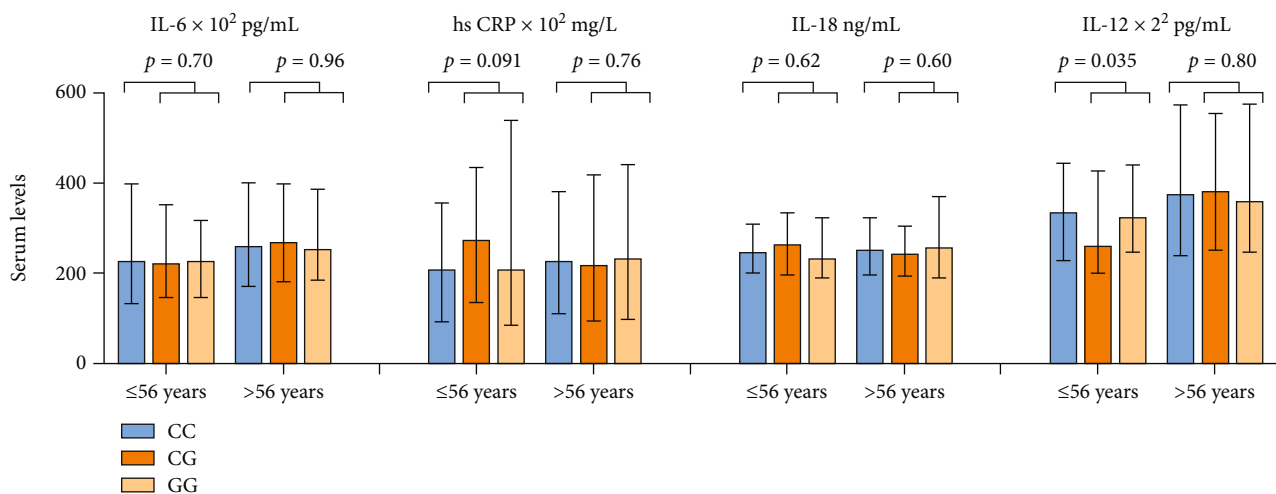 IL-6 × 10² pg/mL
hs CRP × 10² mg/L
IL-18 ng/mL
IL-12 × 2² pg/mL
p = 0.70
p = 0.96
p = 0.091
p = 0.76
p = 0.62
p = 0.60
p = 0.035
p = 0.80
Serum levels
600
400
200
0
≤56 years
>56 years
≤56 years
>56 years
≤56 years
>56 years
≤56 years
>56 years
CC
CG
GG